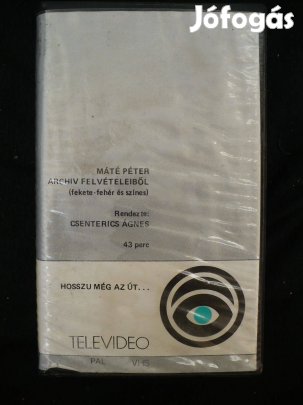 Jófogás
MÁTÉ PÉTER
ARCHIV FELVÉTELEIBŐL
(fekete-fehér és színes)
Rendezte:
CSENTERICS ÁGNES
43 perc
HOSSZU MÉG AZ ÚT...
TELEVIDEO
PAL VHS